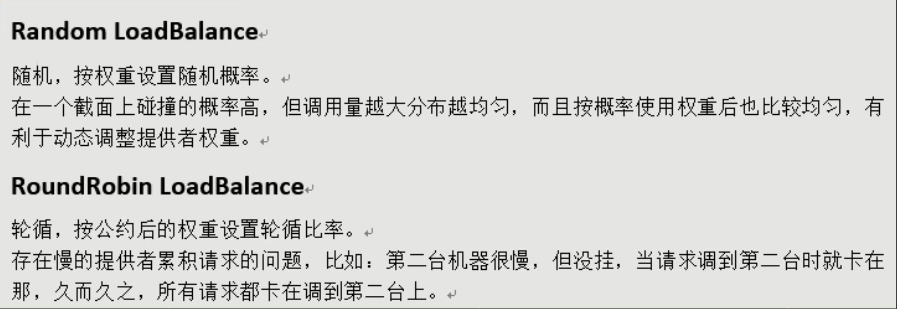 Random LoadBalance
随机，按权重设置随机概率。
在一个截面上碰撞的概率高，但调用量越大分布越均匀，而且按概率使用权重后也比较均匀，有
利于动态调整提供者权重。
RoundRobin LoadBalance
轮循，按公约后的权重设置轮循比率。
存在慢的提供者累积请求的问题，比如：第二台机器很慢，但没挂，当请求调到第二台时就卡在
那，久而久之，所有请求都卡在调到第二台上。